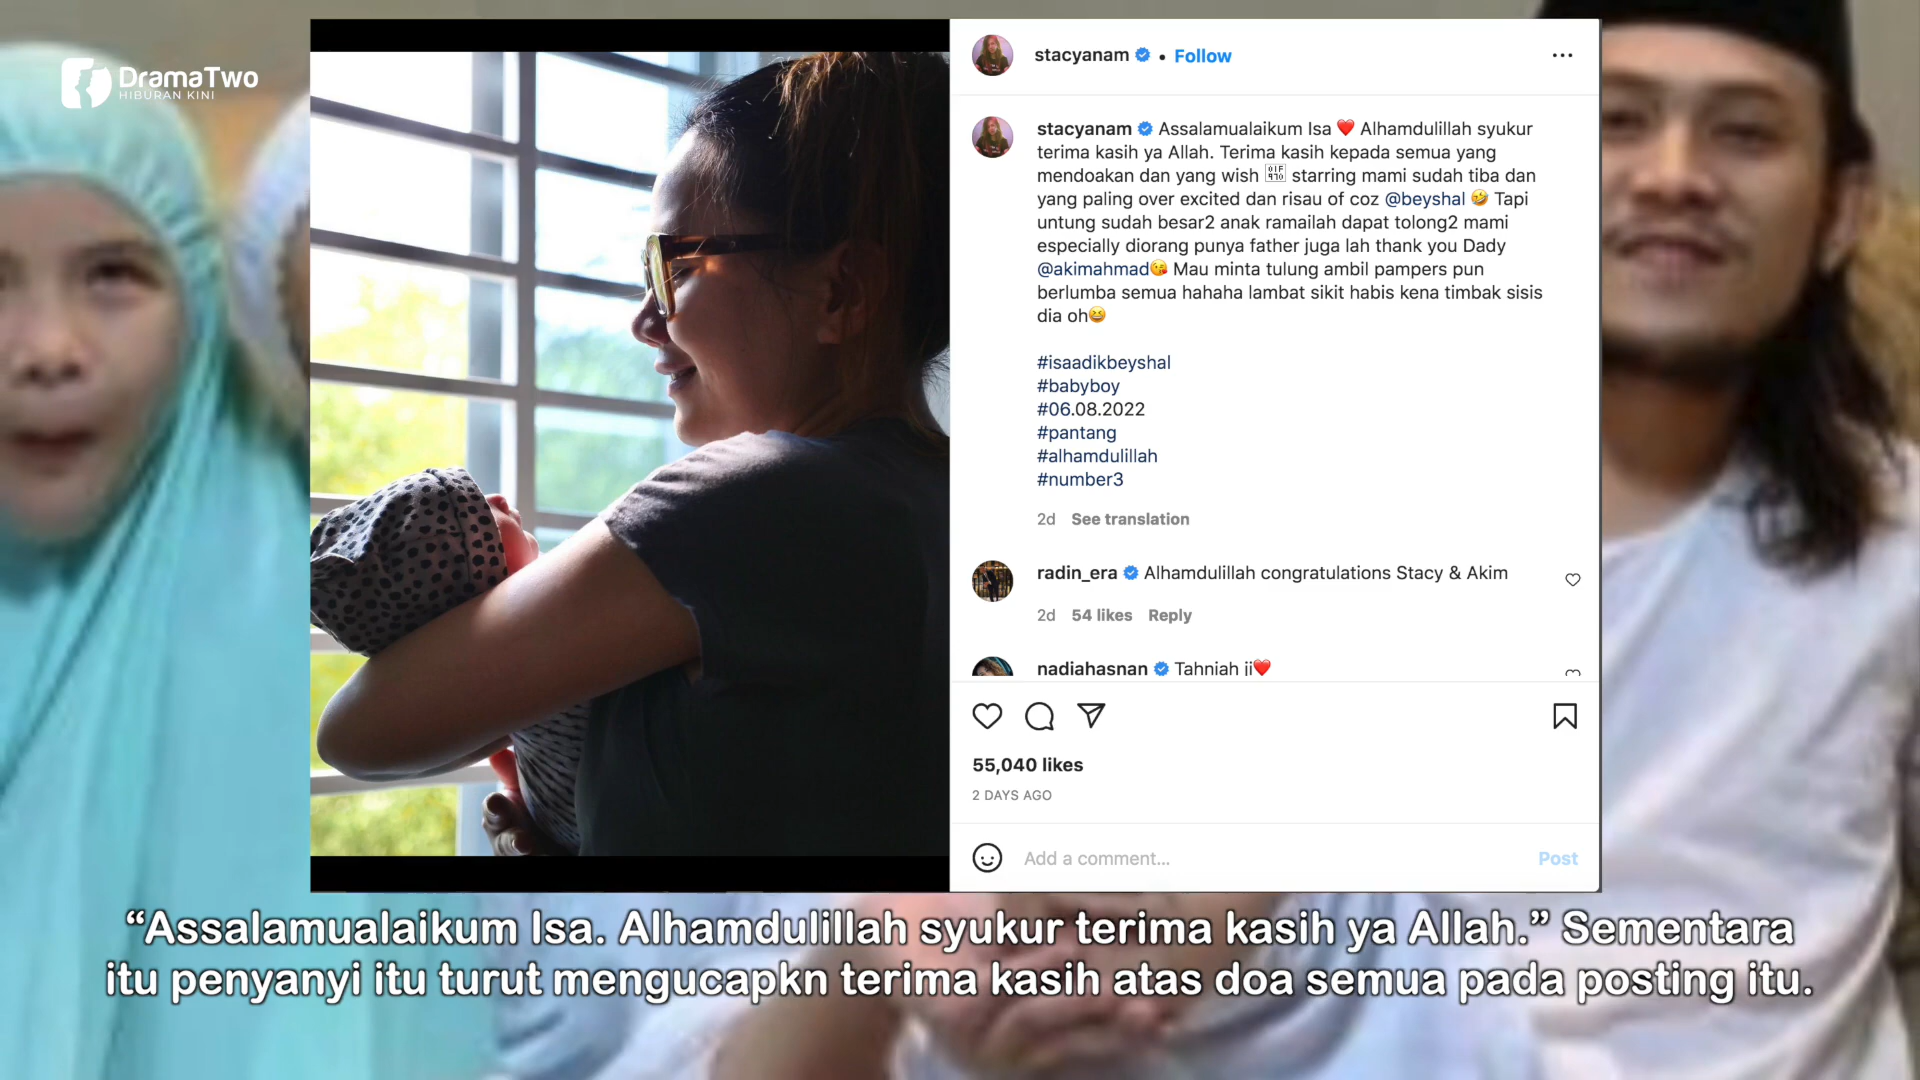 DramaTwo
HIBURAN KINI
stacyanam • Follow
stacyanam Assalamualaikum Isa ❤️ Alhamdulillah syukur
terima kasih ya Allah. Terima kasih kepada semua yang
mendoakan dan yang wish 01F970 starring mami sudah tiba dan
yang paling over excited dan risau of coz @beyshal 🤣 Tapi
untung sudah besar2 anak ramailah dapat tolong2 mami
especially diorang punya father juga lah thank you Dady
@akimahmad😘 Mau minta tulung ambil pampers pun
berlumba semua hahaha lambat sikit habis kena timbak sisis
dia oh😆
#isaadikbeyshal
#babyboy
#06.08.2022
#pantang
#alhamdulillah
#number3
2d See translation
radin_era Alhamdulillah congratulations Stacy & Akim
2d 54 likes Reply
nadiahasnan Tahniah ji❤️
55,040 likes
2 DAYS AGO
Add a comment... Post
“Assalamualaikum Isa. Alhamdulillah syukur terima kasih ya Allah.” Sementara
itu penyanyi itu turut mengucapkn terima kasih atas doa semua pada posting itu.